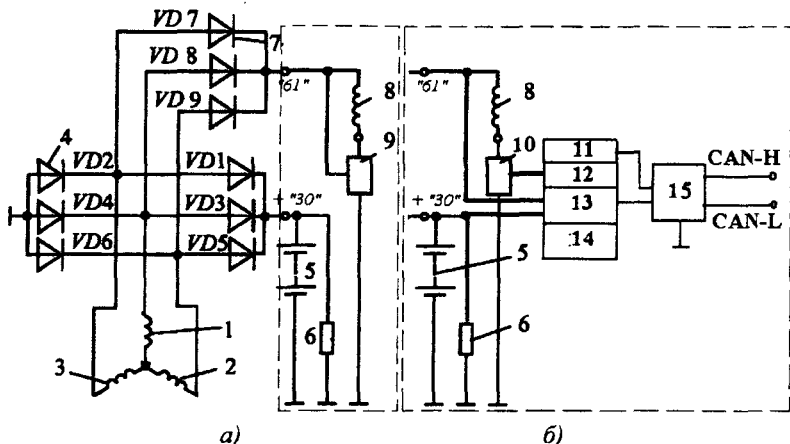 VD 7
7
VD 8
"61"
VD 9
8
9
4
VD2
VD1
VD4
VD3
+ "30"
VD6
VD5
5
6
1
3
2
а)
"61"
8
10
11
12
13
14
15
CAN-H
CAN-L
+ "30"
5
6
б)